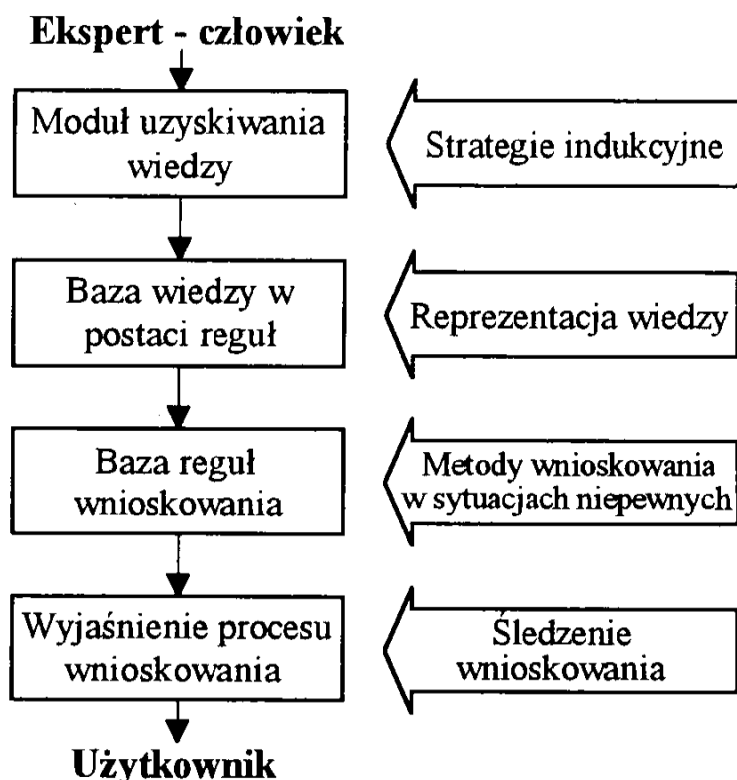 Ekspert - człowiek
Moduł uzyskiwania
wiedzy
Strategie indukcyjne
Baza wiedzy w
postaci reguł
Reprezentacja wiedzy
Baza reguł
wnioskowania
Metody wnioskowania
w sytuacjach niepewnych
Wyjaśnienie procesu
wnioskowania
Śledzenie
wnioskowania
Użytkownik